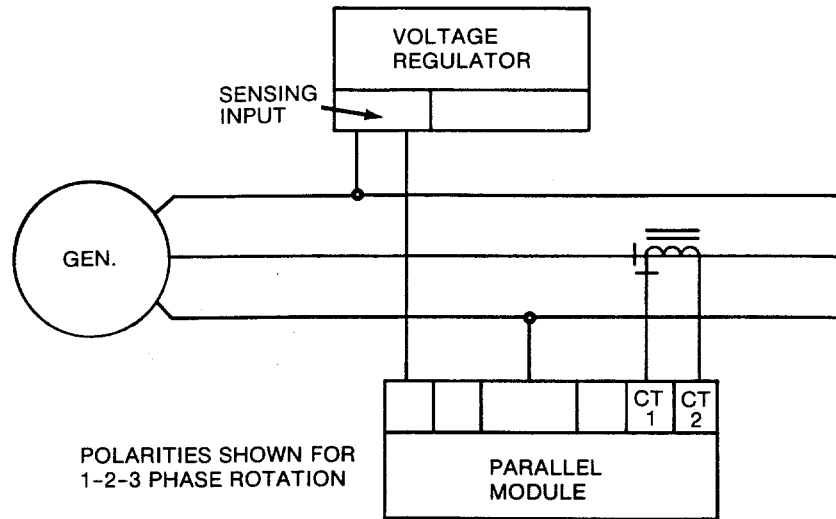 VOLTAGE
REGULATOR
SENSING
INPUT
GEN.
CT
1
CT
2
POLARITIES SHOWN FOR
1-2-3 PHASE ROTATION
PARALLEL
MODULE